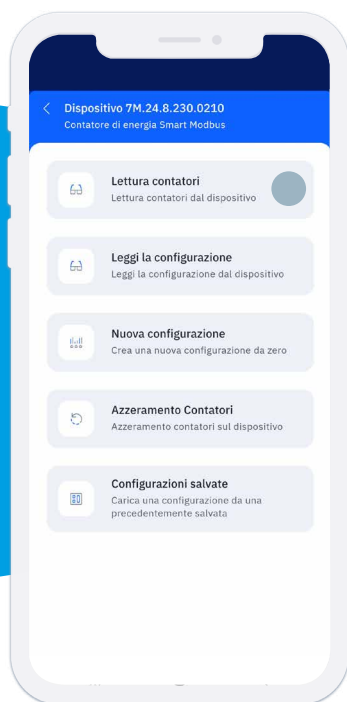 Dispositivo 7M.24.8.230.0210
Contatore di energia Smart Modbus
Lettura contatori
Lettura contatori dal dispositivo
Leggi la configurazione
Leggi la configurazione dal dispositivo
Nuova configurazione
Crea una nuova configurazione da zero
Azzeramento Contatori
Azzeramento contatori sul dispositivo
Configurazioni salvate
Carica una configurazione da una
precedentemente salvata